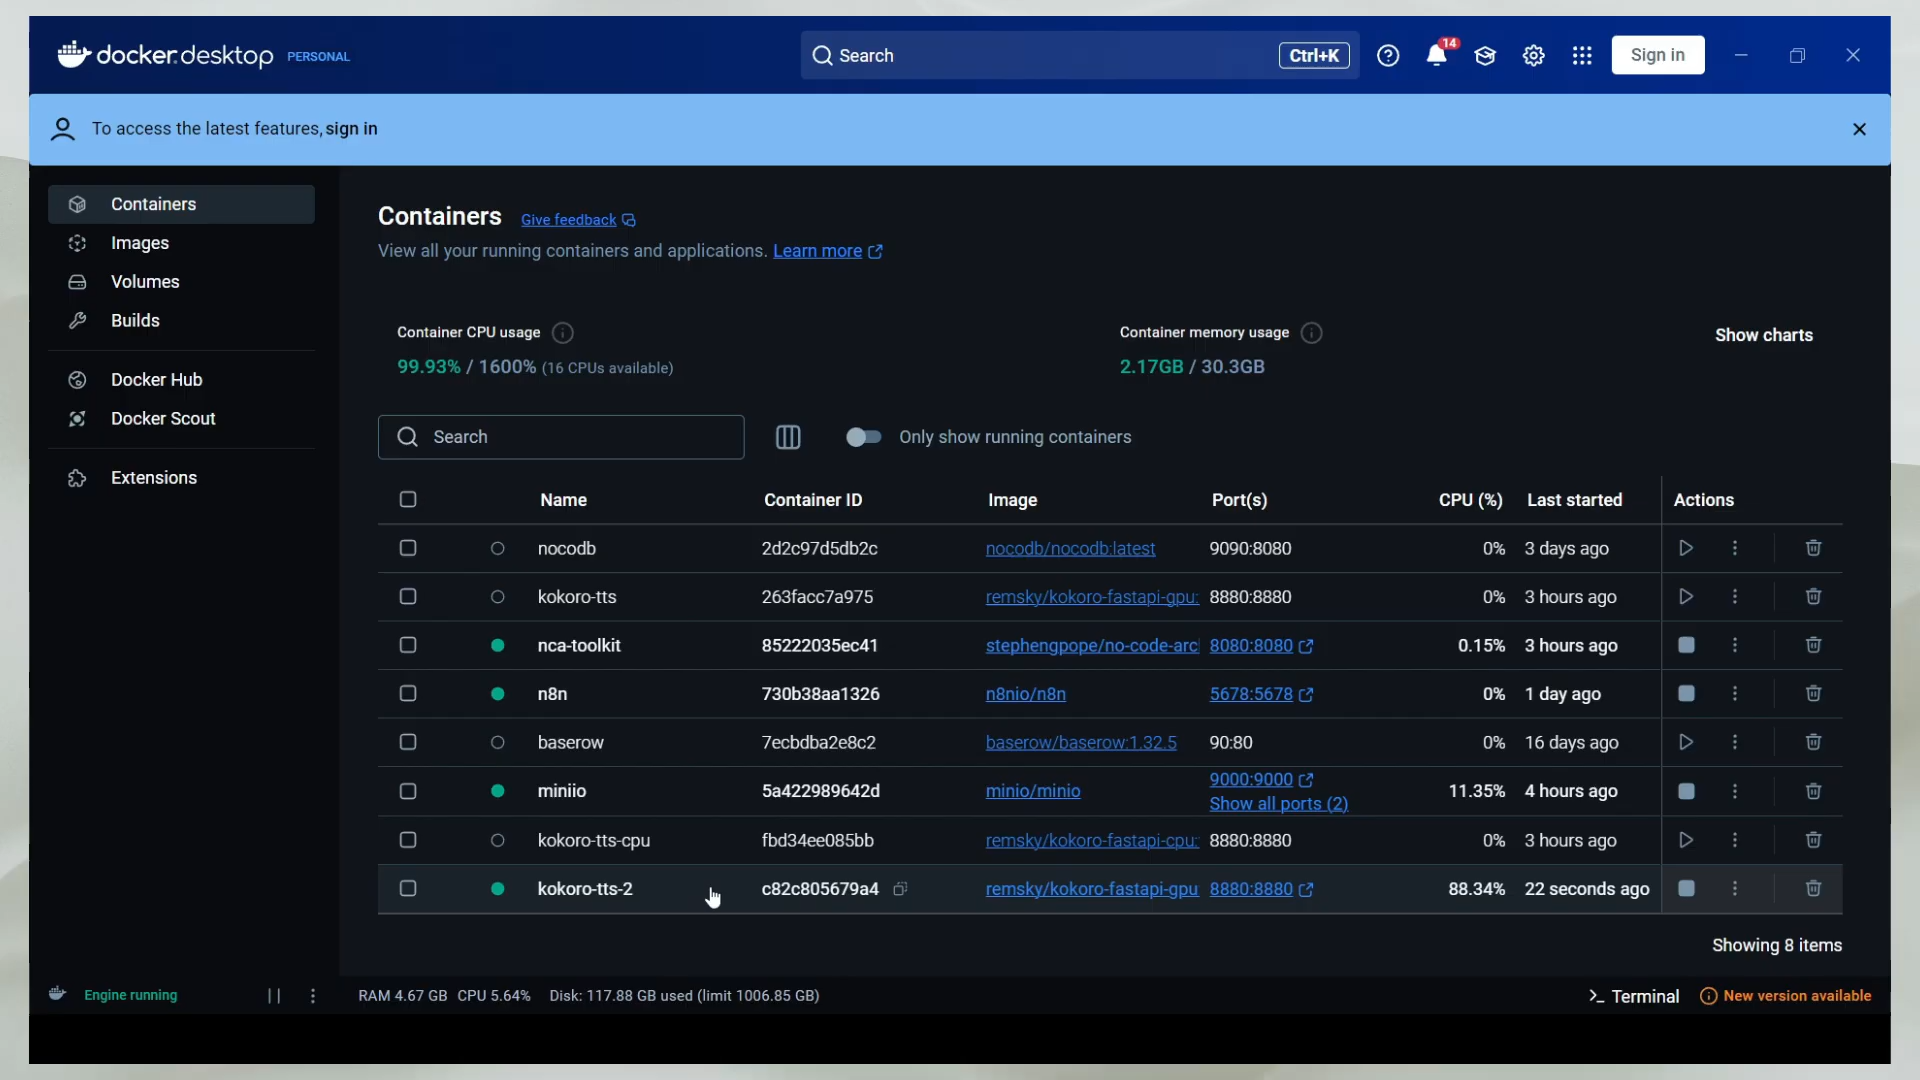 docker.desktop PERSONAL
Search Ctrl+K
14
Sign in
To access the latest features, sign in
Containers
Images
Volumes
Builds
Docker Hub
Docker Scout
Extensions
Containers Give feedback
View all your running containers and applications. Learn more
Container CPU usage
99.93% / 1600% (16 CPUs available)
Container memory usage
2.17GB / 30.3GB
Show charts
Search
Only show running containers
Name Container ID Image Port(s) CPU (%) Last started Actions
nocodb 2d2c97d5db2c nocodb/nocodb:latest 9090:8080 0% 3 days ago
kokoro-tts 263facc7a975 remsky/kokoro-fastapi-gpu: 8880:8880 0% 3 hours ago
nca-toolkit 85222035ec41 stephengpope/no-code-arc 8080:8080 0.15% 3 hours ago
n8n 730b38aa1326 n8nio/n8n 5678:5678 0% 1 day ago
baserow 7ecbdba2e8c2 baserow/baserow:1.32.5 90:80 0% 16 days ago
miniio 5a422989642d minio/minio 9000:9000 11.35% 4 hours ago
Show all ports (2)
kokoro-tts-cpu fbd34ee085bb remsky/kokoro-fastapi-cpu: 8880:8880 0% 3 hours ago
kokoro-tts-2 c82c805679a4 remsky/kokoro-fastapi-gpu 8880:8880 88.34% 22 seconds ago
Showing 8 items
Engine running
RAM 4.67 GB CPU 5.64% Disk: 117.88 GB used (limit 1006.85 GB)
Terminal
New version available